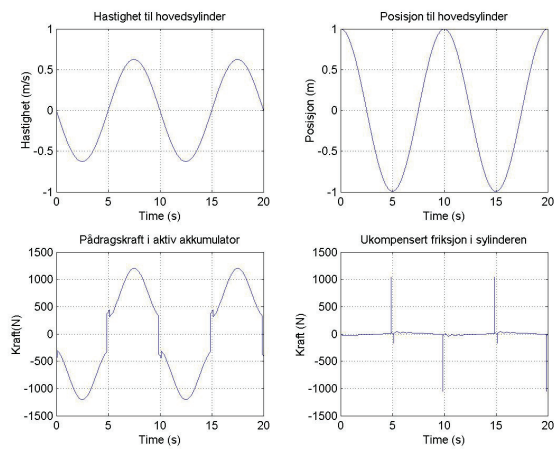 Hastighet til hovedsylinder
Hastighet (m/s)
1
0.5
0
-0.5
-1
0 5 10 15 20
Time (s)
Posisjon til hovedsylinder
Posisjon (m)
1
0.5
0
-0.5
-1
0 5 10 15 20
Time (s)
Pådragskraft i aktiv akkumulator
Kraft(N)
1500
1000
500
0
-500
-1000
-1500
0 5 10 15 20
Time (s)
Ukompensert friksjon i sylinderen
Kraft (N)
1500
1000
500
0
-500
-1000
-1500
0 5 10 15 20
Time (s)